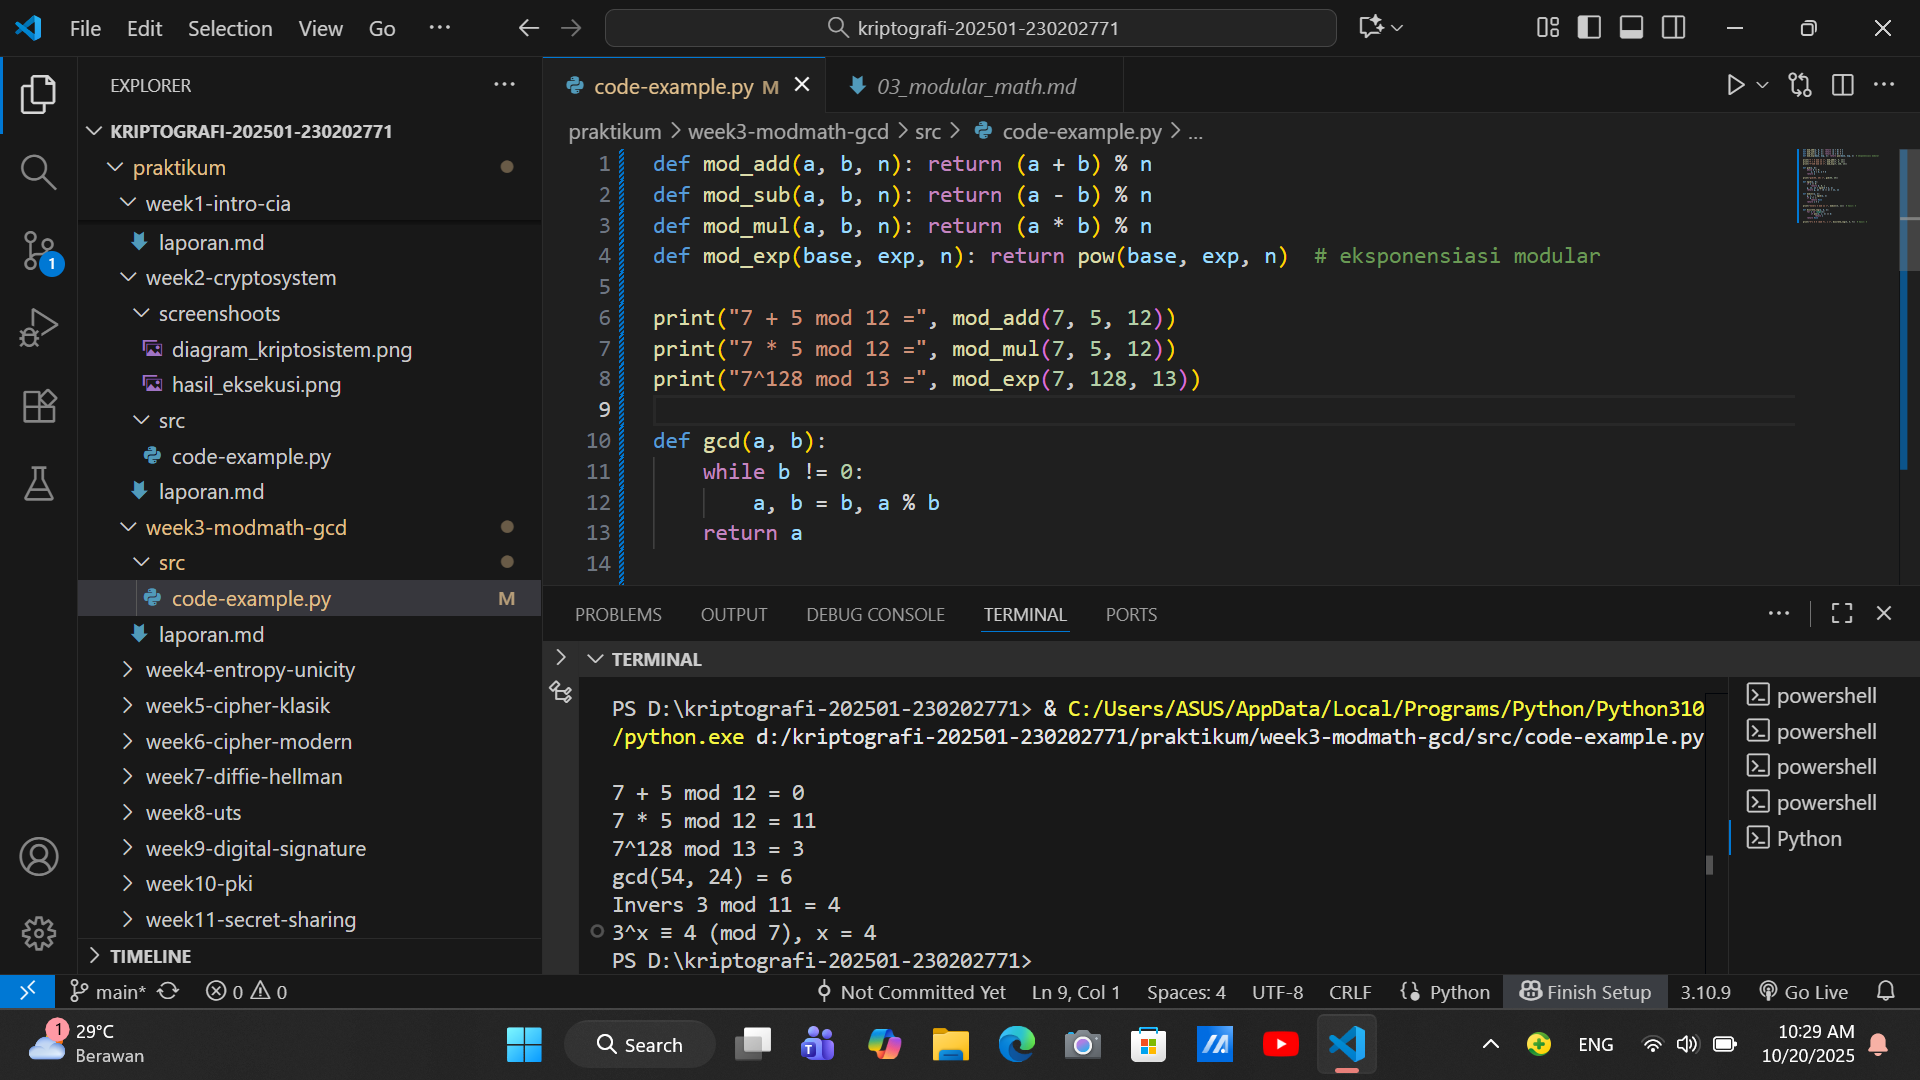 File Edit Selection View Go ...
kriptografi-202501-230202771
EXPLORER
KRIPTOGRAFI-202501-230202771
praktikum
week1-intro-cia
laporan.md
week2-cryptosystem
screenshoots
diagram_kriptosistem.png
hasil_eksekusi.png
src
code-example.py
laporan.md
week3-modmath-gcd
src
code-example.py M
laporan.md
week4-entropy-unicity
week5-cipher-klasik
week6-cipher-modern
week7-diffie-hellman
week8-uts
week9-digital-signature
week10-pki
week11-secret-sharing
TIMELINE
1
code-example.py M
03_modular_math.md
praktikum > week3-modmath-gcd > src > code-example.py > ...
1 def mod_add(a, b, n): return (a + b) % n
2 def mod_sub(a, b, n): return (a - b) % n
3 def mod_mul(a, b, n): return (a * b) % n
4 def mod_exp(base, exp, n): return pow(base, exp, n)  # eksponensiasi modular
5
6 print("7 + 5 mod 12 =", mod_add(7, 5, 12))
7 print("7 * 5 mod 12 =", mod_mul(7, 5, 12))
8 print("7^128 mod 13 =", mod_exp(7, 128, 13))
9
10 def gcd(a, b):
11     while b != 0:
12         a, b = b, a % b
13     return a
14
PROBLEMS OUTPUT DEBUG CONSOLE TERMINAL PORTS
TERMINAL
PS D:\kriptografi-202501-230202771> & C:/Users/ASUS/AppData/Local/Programs/Python/Python310
/python.exe d:/kriptografi-202501-230202771/praktikum/week3-modmath-gcd/src/code-example.py
7 + 5 mod 12 = 0
7 * 5 mod 12 = 11
7^128 mod 13 = 3
gcd(54, 24) = 6
Invers 3 mod 11 = 4
3^x ≡ 4 (mod 7), x = 4
PS D:\kriptografi-202501-230202771>
powershell
powershell
powershell
powershell
Python
main* 0 0 Not Committed Yet Ln 9, Col 1 Spaces: 4 UTF-8 CRLF Python Finish Setup 3.10.9 Go Live
1
29°C
Berawan
Search
ENG
10:29 AM
10/20/2025